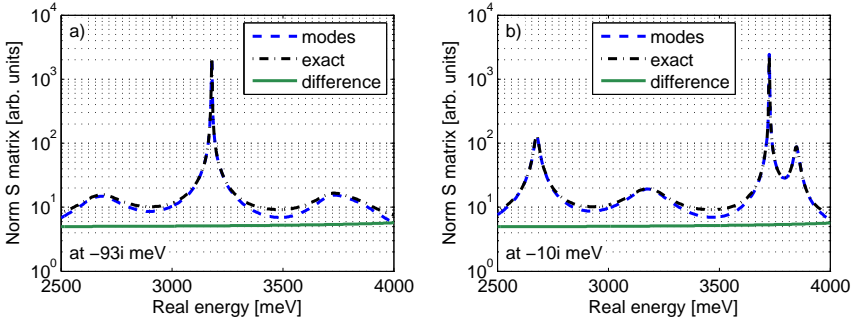 a)
modes
exact
difference
at −93i meV
10^0
10^1
10^2
10^3
10^4
2500
3000
3500
4000
Real energy [meV]
Norm S matrix [arb. units]
b)
modes
exact
difference
at −10i meV
10^0
10^1
10^2
10^3
10^4
2500
3000
3500
4000
Real energy [meV]
Norm S matrix [arb. units]